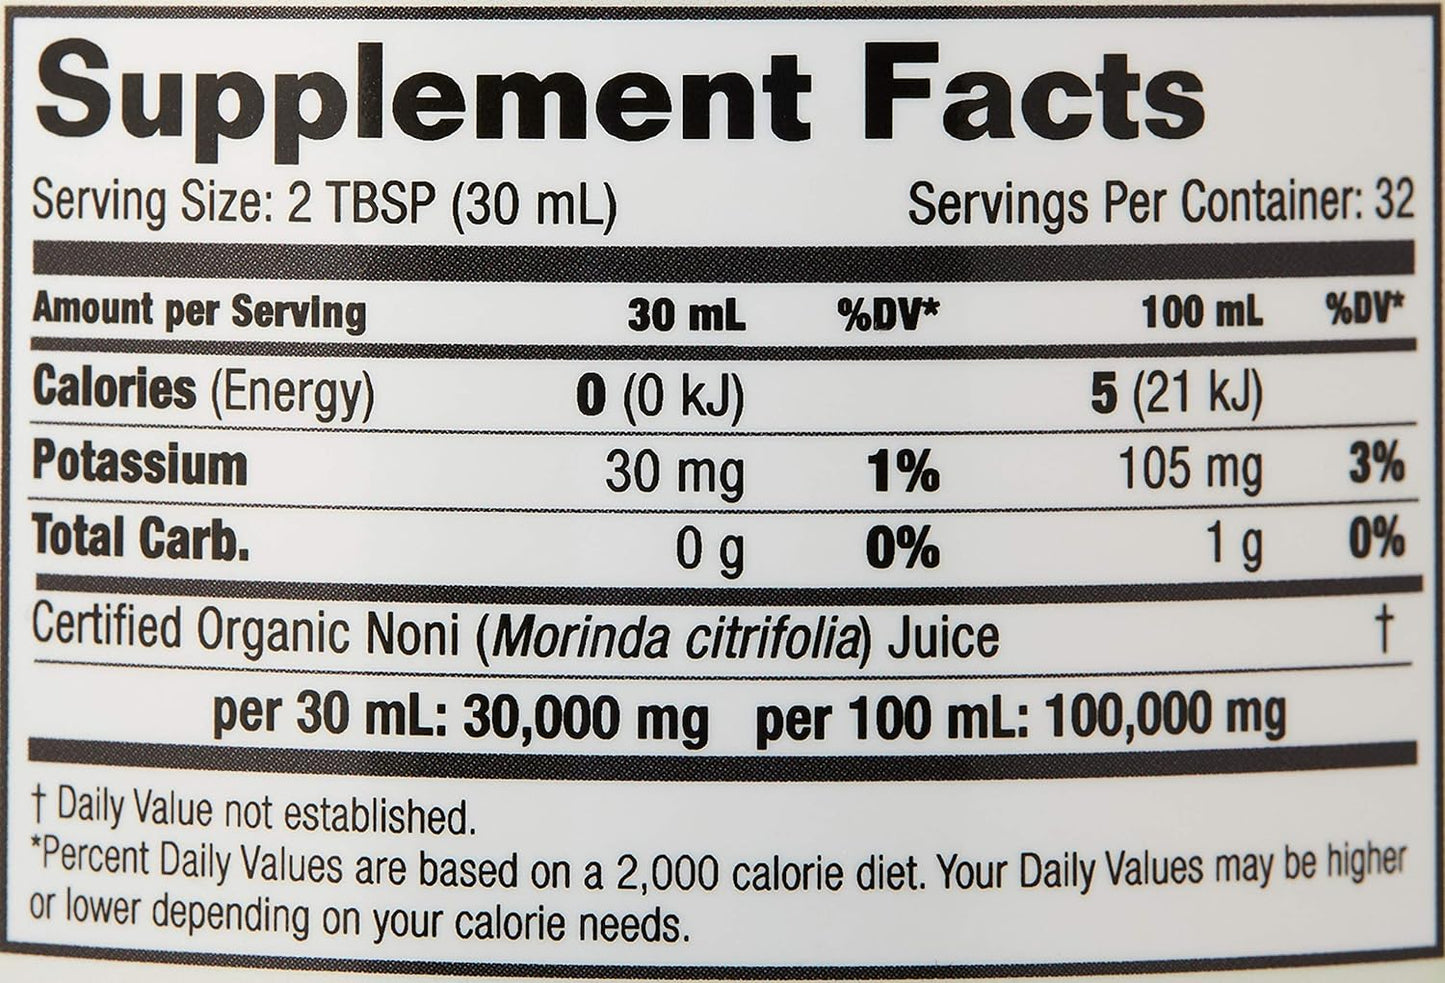 Supplement Facts
Serving Size: 2 TBSP (30 mL) Servings Per Container: 32
Amount per Serving 30 mL %DV* 100 mL %DV*
Calories (Energy) 0 (0 kJ) 5 (21 kJ)
Potassium 30 mg 1% 105 mg 3%
Total Carb. 0 g 0% 1 g 0%
Certified Organic Noni (Morinda citrifolia) Juice †
per 30 mL: 30,000 mg per 100 mL: 100,000 mg
† Daily Value not established.
*Percent Daily Values are based on a 2,000 calorie diet. Your Daily Values may be higher
or lower depending on your calorie needs.